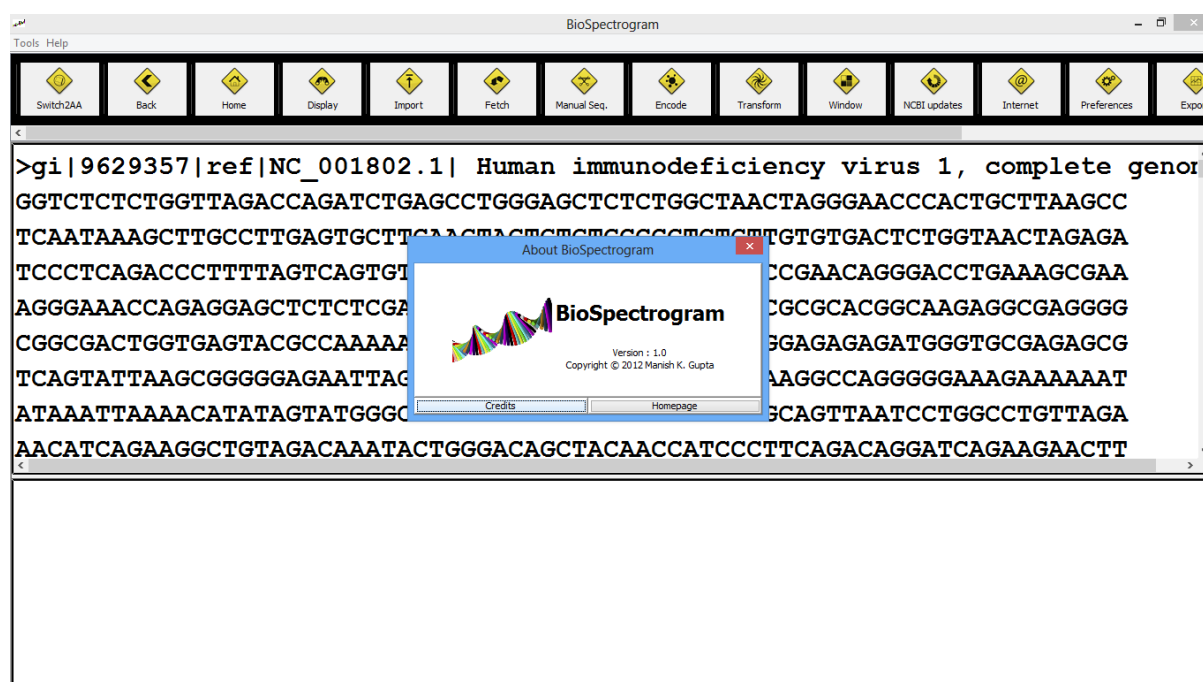 BioSpectrogram
Tools Help
Switch2AA Back Home Display Import Fetch Manual Seq. Encode Transform Window NCBI updates Internet Preferences Expor
>gi|9629357|ref|NC_001802.1| Human immunodeficiency virus 1, complete genom
GGTCTCTCTGGTTAGACCAGATCTGAGCCTGGGAGCTCTCTGGCTAACTAGGGAACCCACTGCTTAAGCC
TCAATAAAGCTTGCCTTGAGTGCTTCAAGTAGTGTGTGCCCGTCTGTTGTGTGACTCTGGTAACTAGAGA
About BioSpectrogram
TCCCTCAGACCCTTTTAGTCAGTGT CCGAACAGGGACCTGAAAGCGAA
AGGGAAACCAGAGGAGCTCTCTCGA CGCGCACGGCAAGAGGCGAGGGG
BioSpectrogram
CGGCGACTGGTGAGTACGCCAAAAA GGAGAGAGATGGGTGCGAGAGCG
Version : 1.0
Copyright © 2012 Manish K. Gupta
TCAGTATTAAGCGGGGGAGAATTAG AAGGCCAGGGGGAAAGAAAAAAT
Credits Homepage
ATAAATTAAAACATATAGTATGGGC GCAGTTAATCCTGGCCTGTTAGA
AACATCAGAAGGCTGTAGACAAATACTGGGACAGCTACAACCATCCCTTCAGACAGGATCAGAAGAACTT